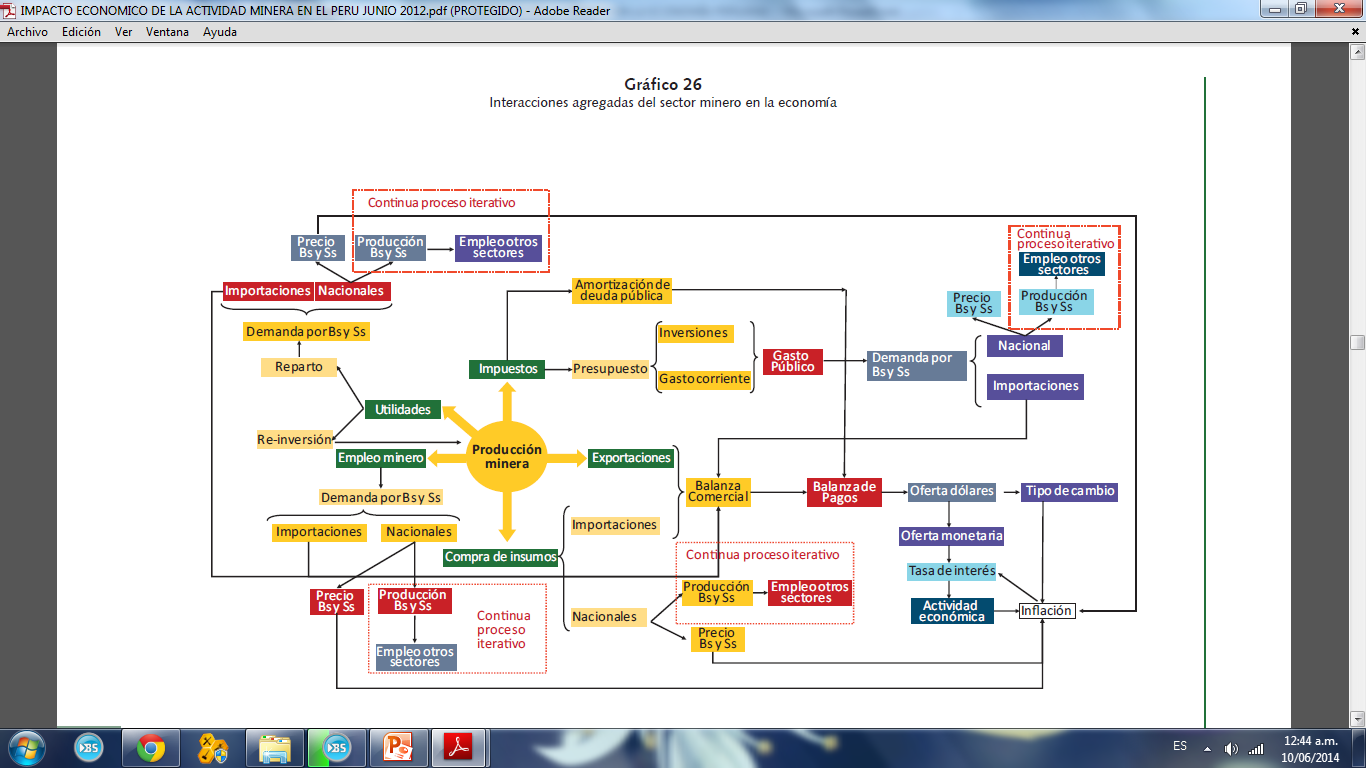 IMPACTO ECONOMICO DE LA ACTIVIDAD MINERA EN EL PERU JUNIO 2012.pdf (PROTEGIDO) - Adobe Reader
Archivo Edición Ver Ventana Ayuda
Gráfico 26
Interacciones agregadas del sector minero en la economía
Continua proceso iterativo
Precio
Bs y Ss
Producción
Bs y Ss
Empleo otros
sectores
Importaciones
Nacionales
Demanda por Bs y Ss
Reparto
Utilidades
Re-inversión
Empleo minero
Demanda por Bs y Ss
Importaciones
Nacionales
Precio
Bs y Ss
Producción
Bs y Ss
Empleo otros
sectores
Continua
proceso
iterativo
Producción
minera
Impuestos
Amortización de
deuda pública
Presupuesto
Inversiones
Gasto corriente
Gasto
Público
Demanda por
Bs y Ss
Continua
proceso iterativo
Empleo otros
sectores
Precio
Bs y Ss
Producción
Bs y Ss
Nacional
Importaciones
Exportaciones
Balanza
Comercial
Balanza de
Pagos
Oferta dólares
Tipo de cambio
Oferta monetaria
Tasa de interés
Actividad
económica
Inflación
Compra de insumos
Importaciones
Nacionales
Continua proceso iterativo
Producción
Bs y Ss
Empleo otros
sectores
Precio
Bs y Ss
BS
BS
ES
12:44 a.m.
10/06/2014